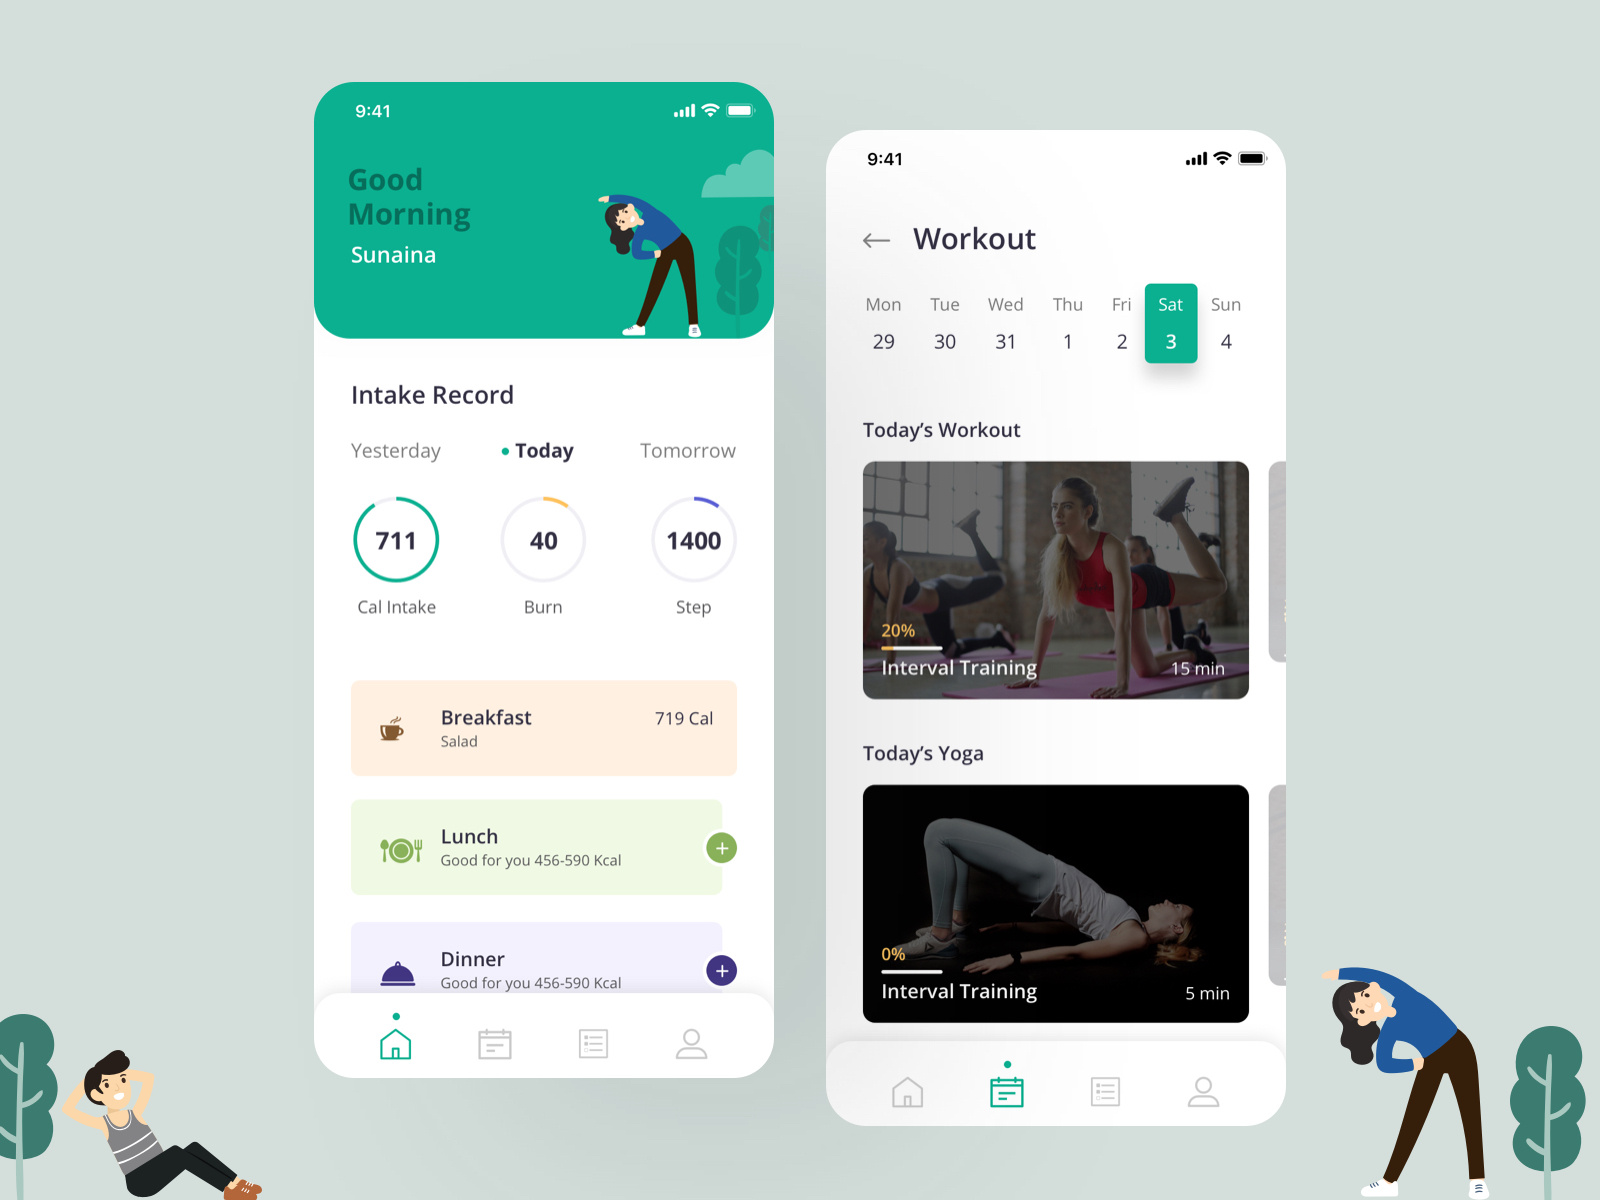 9:41
Good
Morning
Sunaina
Intake Record
Yesterday
Today
Tomorrow
711
40
1400
Cal Intake
Burn
Step
Breakfast
719 Cal
Salad
Lunch
Good for you 456-590 Kcal
Dinner
Good for you 456-590 Kcal
9:41
Workout
Mon Tue Wed Thu Fri Sat Sun
29 30 31 1 2 3 4
Today’s Workout
20%
Interval Training
15 min
Today’s Yoga
0%
Interval Training
5 min